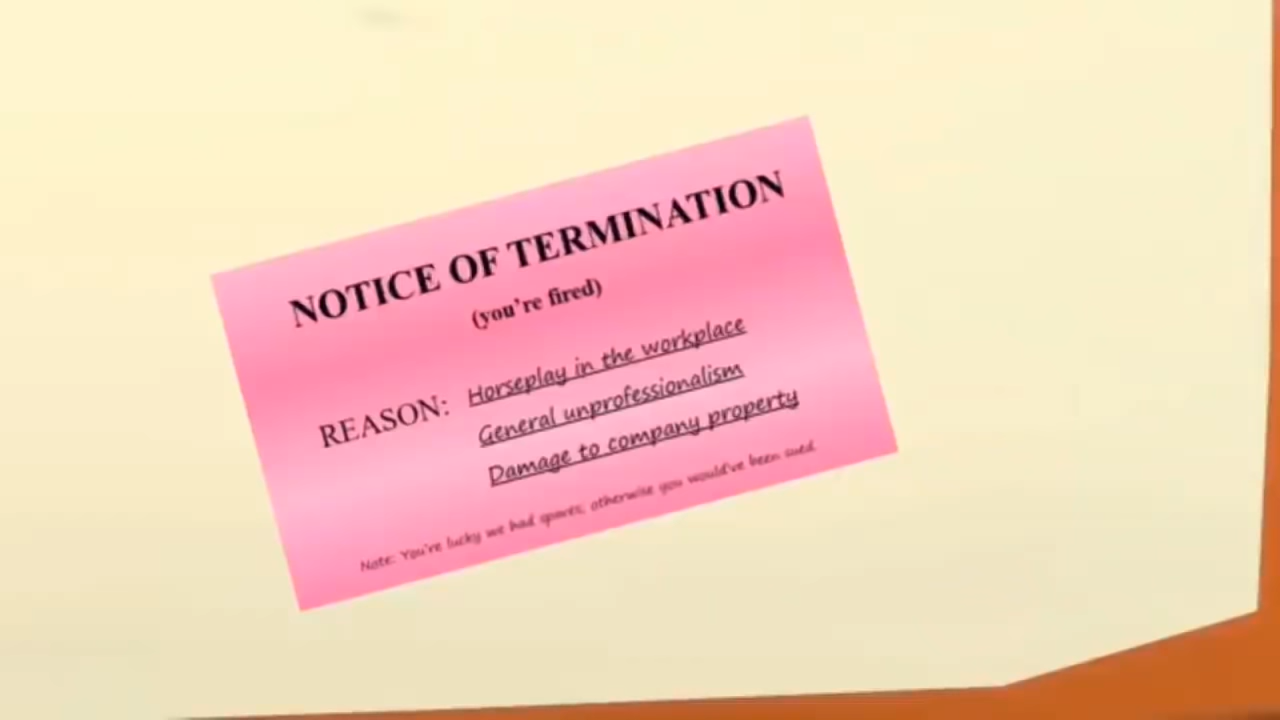 NOTICE OF TERMINATION
(you're fired)
REASON: Horseplay in the workplace
General unprofessionalism
Damage to company property
Note: You're lucky we had spares, otherwise you would've been sued.